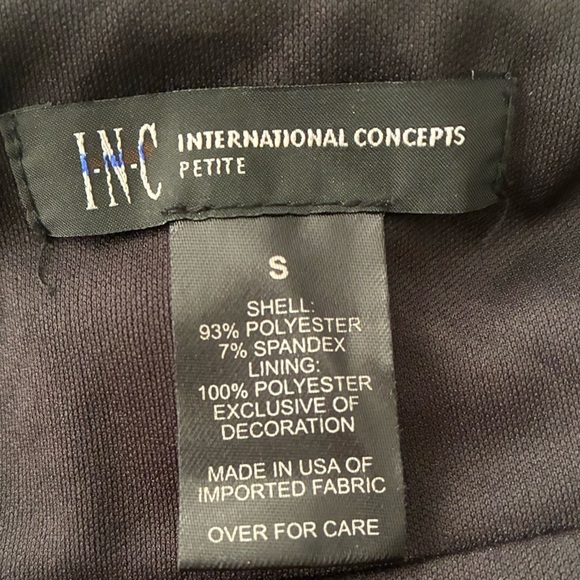 I-N-C INTERNATIONAL CONCEPTS
PETITE
S
SHELL:
93% POLYESTER
7% SPANDEX
LINING:
100% POLYESTER
EXCLUSIVE OF
DECORATION
MADE IN USA OF
IMPORTED FABRIC
OVER FOR CARE